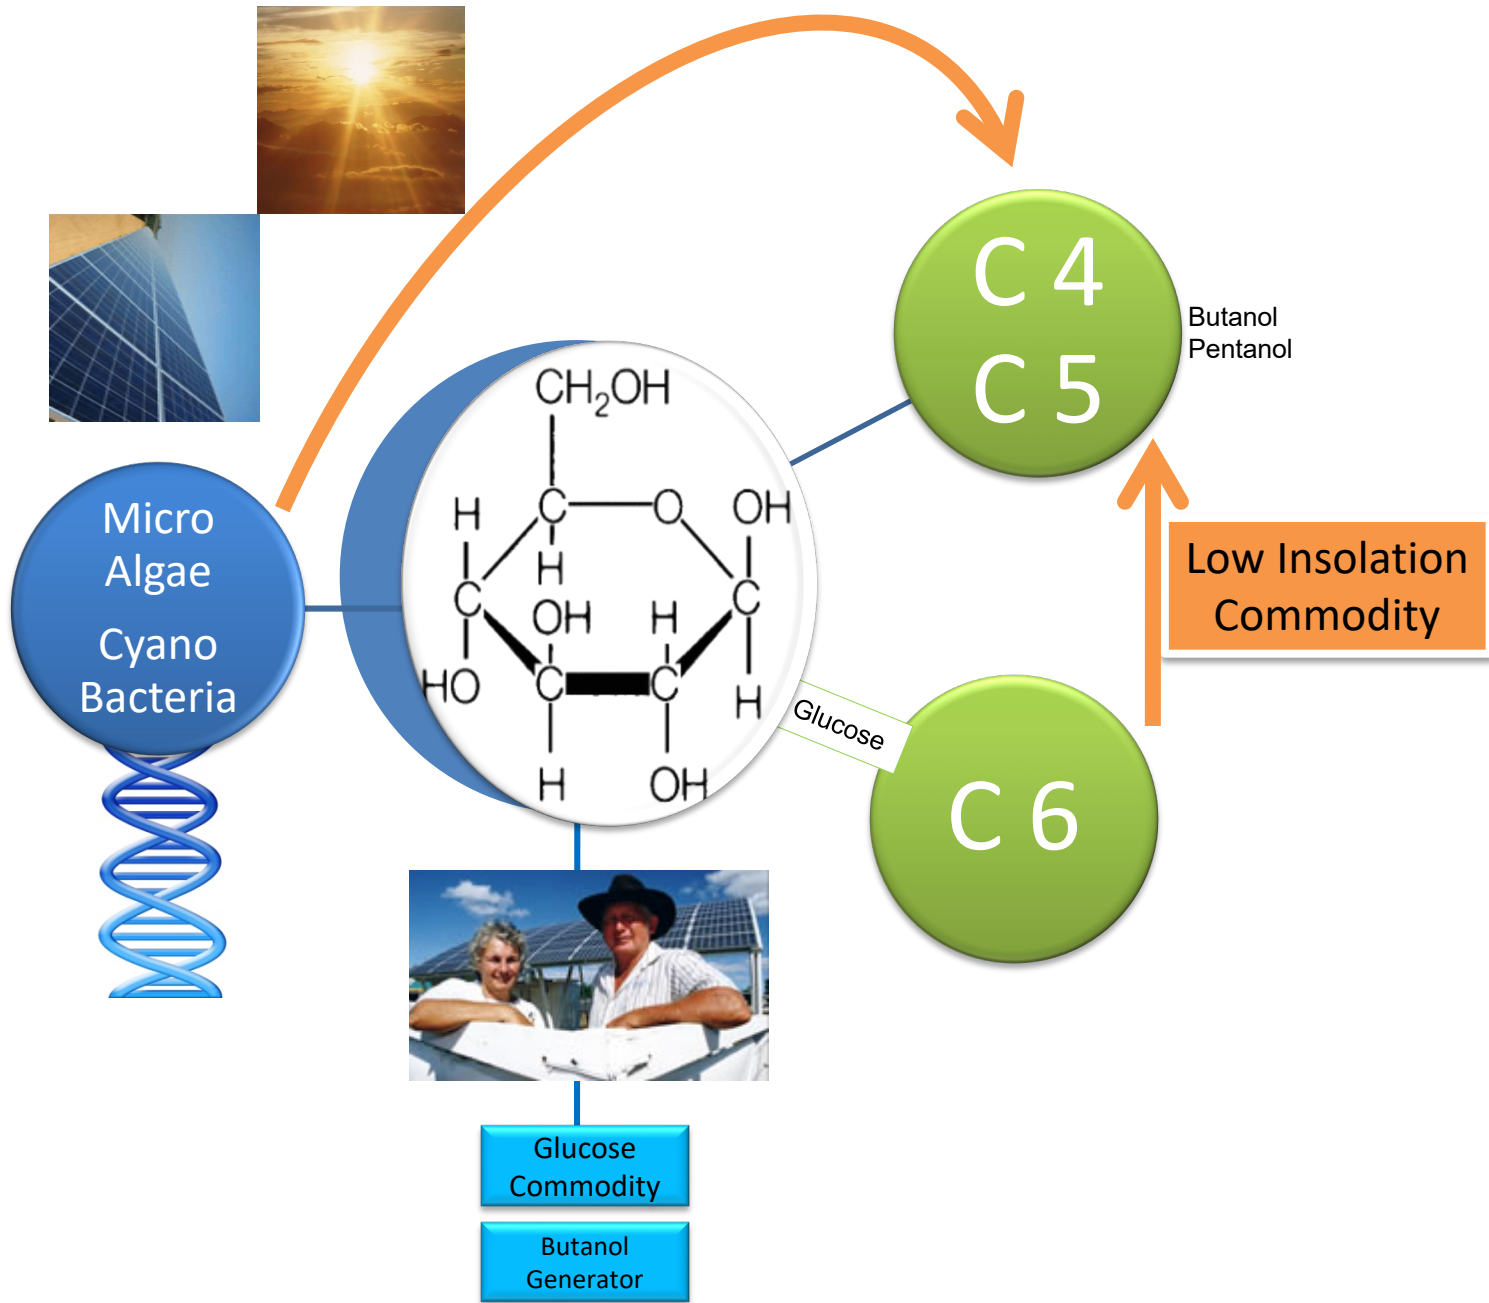 C 4
C 5
Butanol
Pentanol
Micro
Algae
Cyano
Bacteria
CH₂OH
H
C
O
OH
H
C
OH
H
C
HO
C
C
H
H
OH
Glucose
Low Insolation
Commodity
C 6
Glucose
Commodity
Butanol
Generator